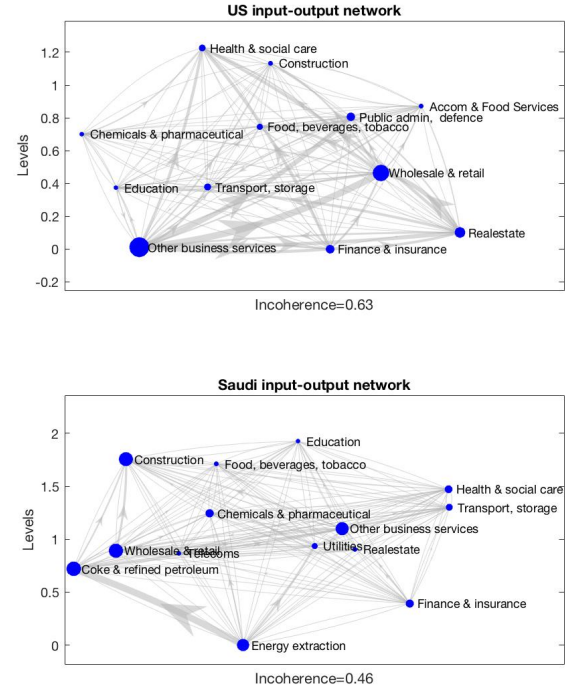 US input-output network
1.2
1
0.8
0.6
0.4
0.2
0
-0.2
Levels
Health & social care
Construction
Accom & Food Services
Public admin, defence
Food, beverages, tobacco
Chemicals & pharmaceutical
Wholesale & retail
Education
Transport, storage
Realestate
Other business services
Finance & insurance
Incoherence=0.63
Saudi input-output network
2
1.5
1
0.5
0
Levels
Education
Construction
Food, beverages, tobacco
Health & social care
Transport, storage
Chemicals & pharmaceutical
Other business services
Utilities
Realestate
Wholesale & retail
Telecoms
Coke & refined petroleum
Finance & insurance
Energy extraction
Incoherence=0.46